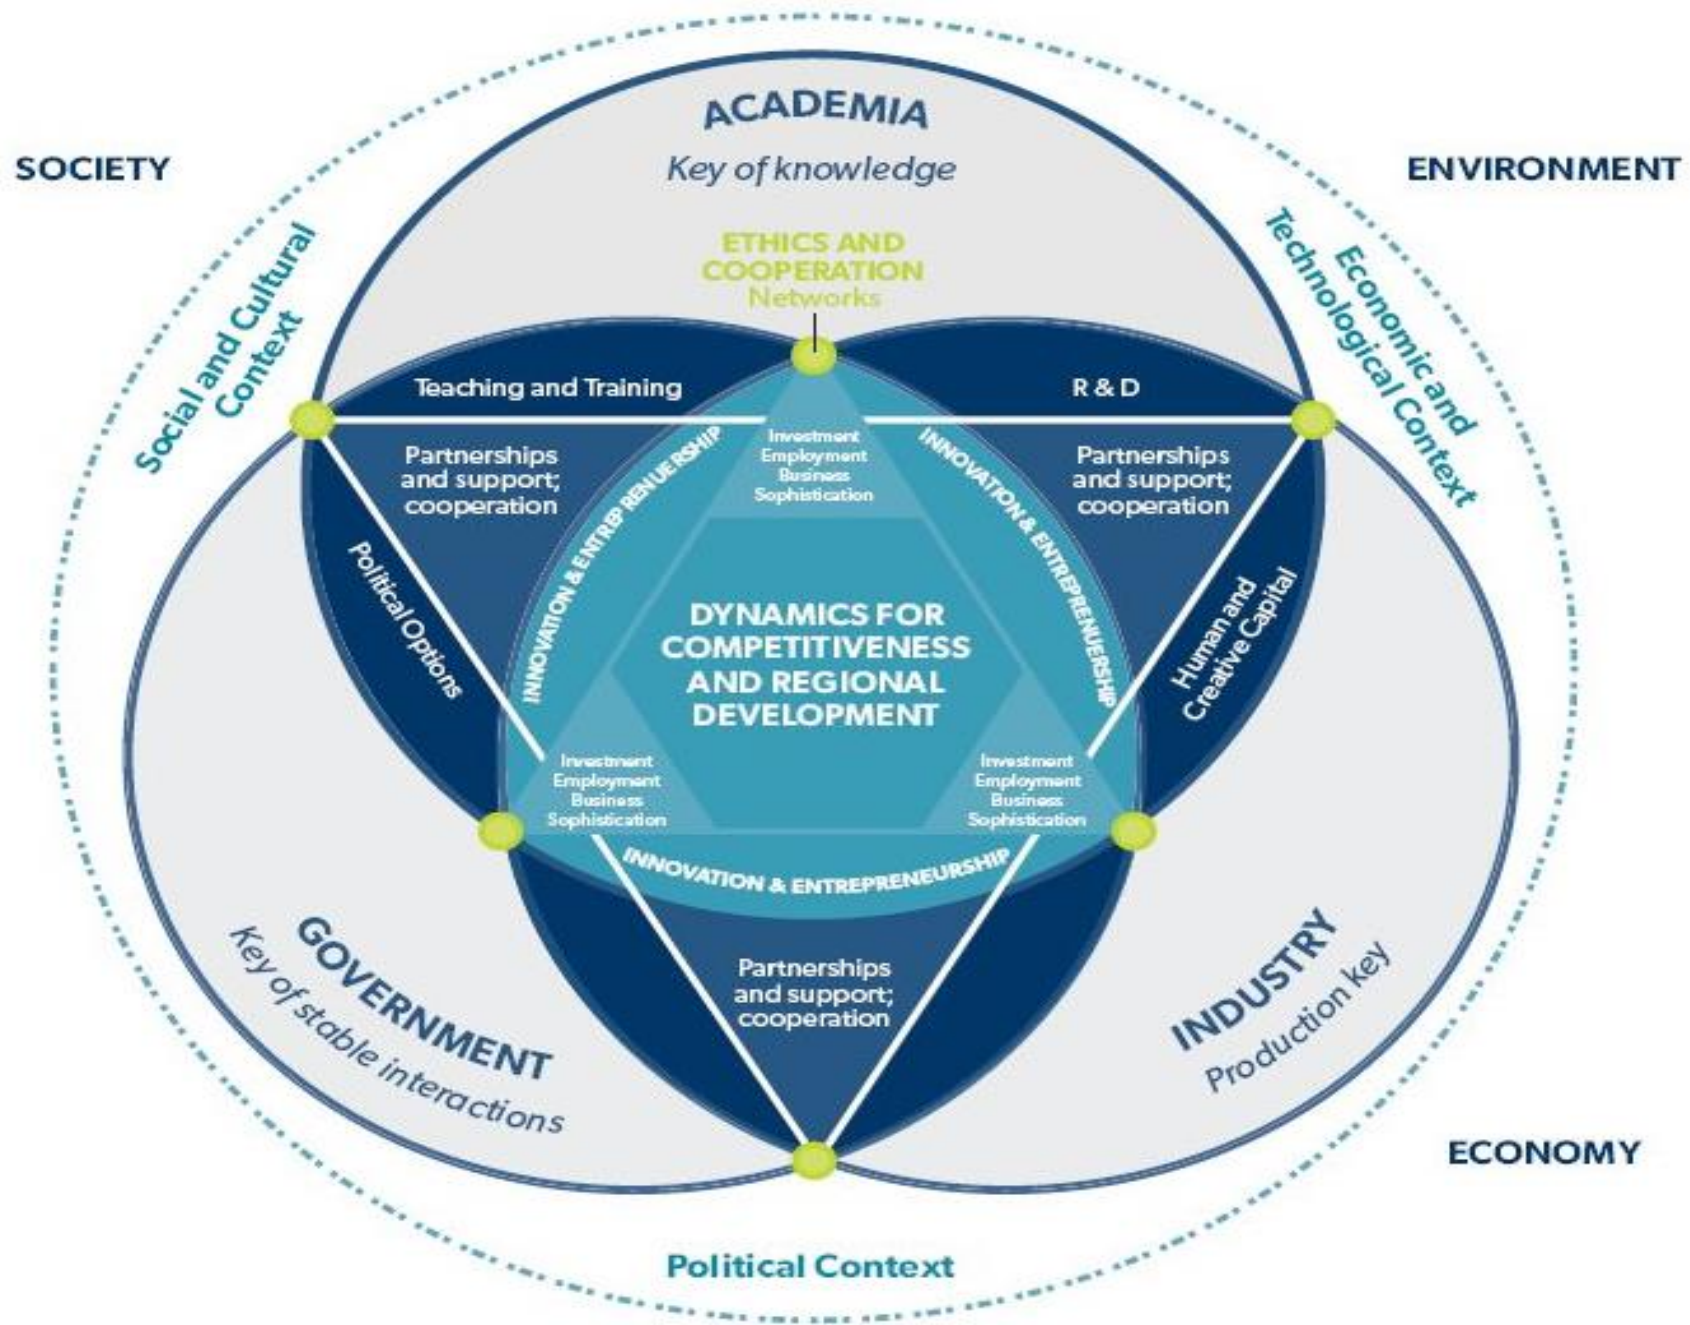 ACADEMIA
Key of knowledge
SOCIETY
ENVIRONMENT
Social and Cultural
Context
Economic and
Technological Context
ETHICS AND
COOPERATION
Networks
Teaching and Training
R & D
Partnerships
and support;
cooperation
Investment
Employment
Business
Sophistication
Partnerships
and support;
cooperation
INNOVATION & ENTREPRENUERSHIP
INNOVATION & ENTREPRENUERSHIP
Political Options
Human and
Creative Capital
DYNAMICS FOR
COMPETITIVENESS
AND REGIONAL
DEVELOPMENT
Investment
Employment
Business
Sophistication
Investment
Employment
Business
Sophistication
INNOVATION & ENTREPRENEURSHIP
Partnerships
and support;
cooperation
GOVERNMENT
Key of stable interactions
INDUSTRY
Production key
ECONOMY
Political Context